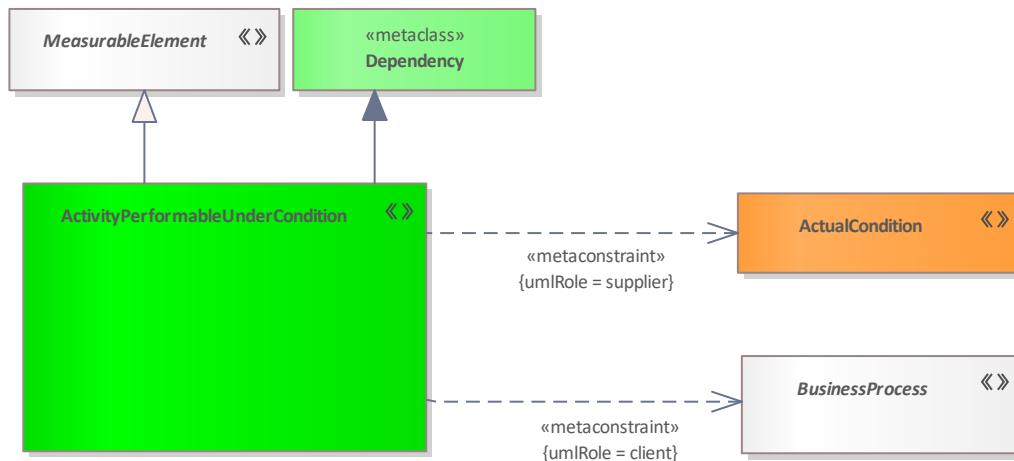 MeasurableElement «»
«metaclass»
Dependency
ActivityPerformableUnderCondition «»
ActualCondition «»
«metaconstraint»
{umlRole = supplier}
BusinessProcess «»
«metaconstraint»
{umlRole = client}